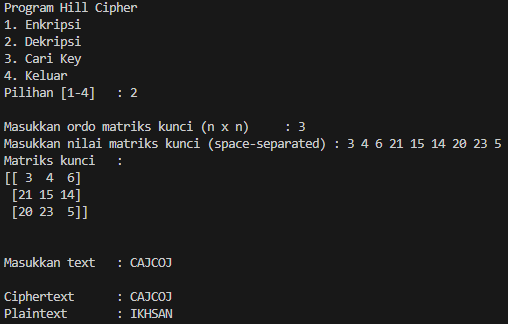 Program Hill Cipher
1. Enkripsi
2. Dekripsi
3. Cari Key
4. Keluar
Pilihan [1-4]   : 2
Masukkan ordo matriks kunci (n x n)     : 3
Masukkan nilai matriks kunci (space-separated) : 3 4 6 21 15 14 20 23 5
Matriks kunci   :
[[ 3  4  6]
 [21 15 14]
 [20 23  5]]
Masukkan text   : CAJCOJ
Ciphertext      : CAJCOJ
Plaintext       : IKHSAN